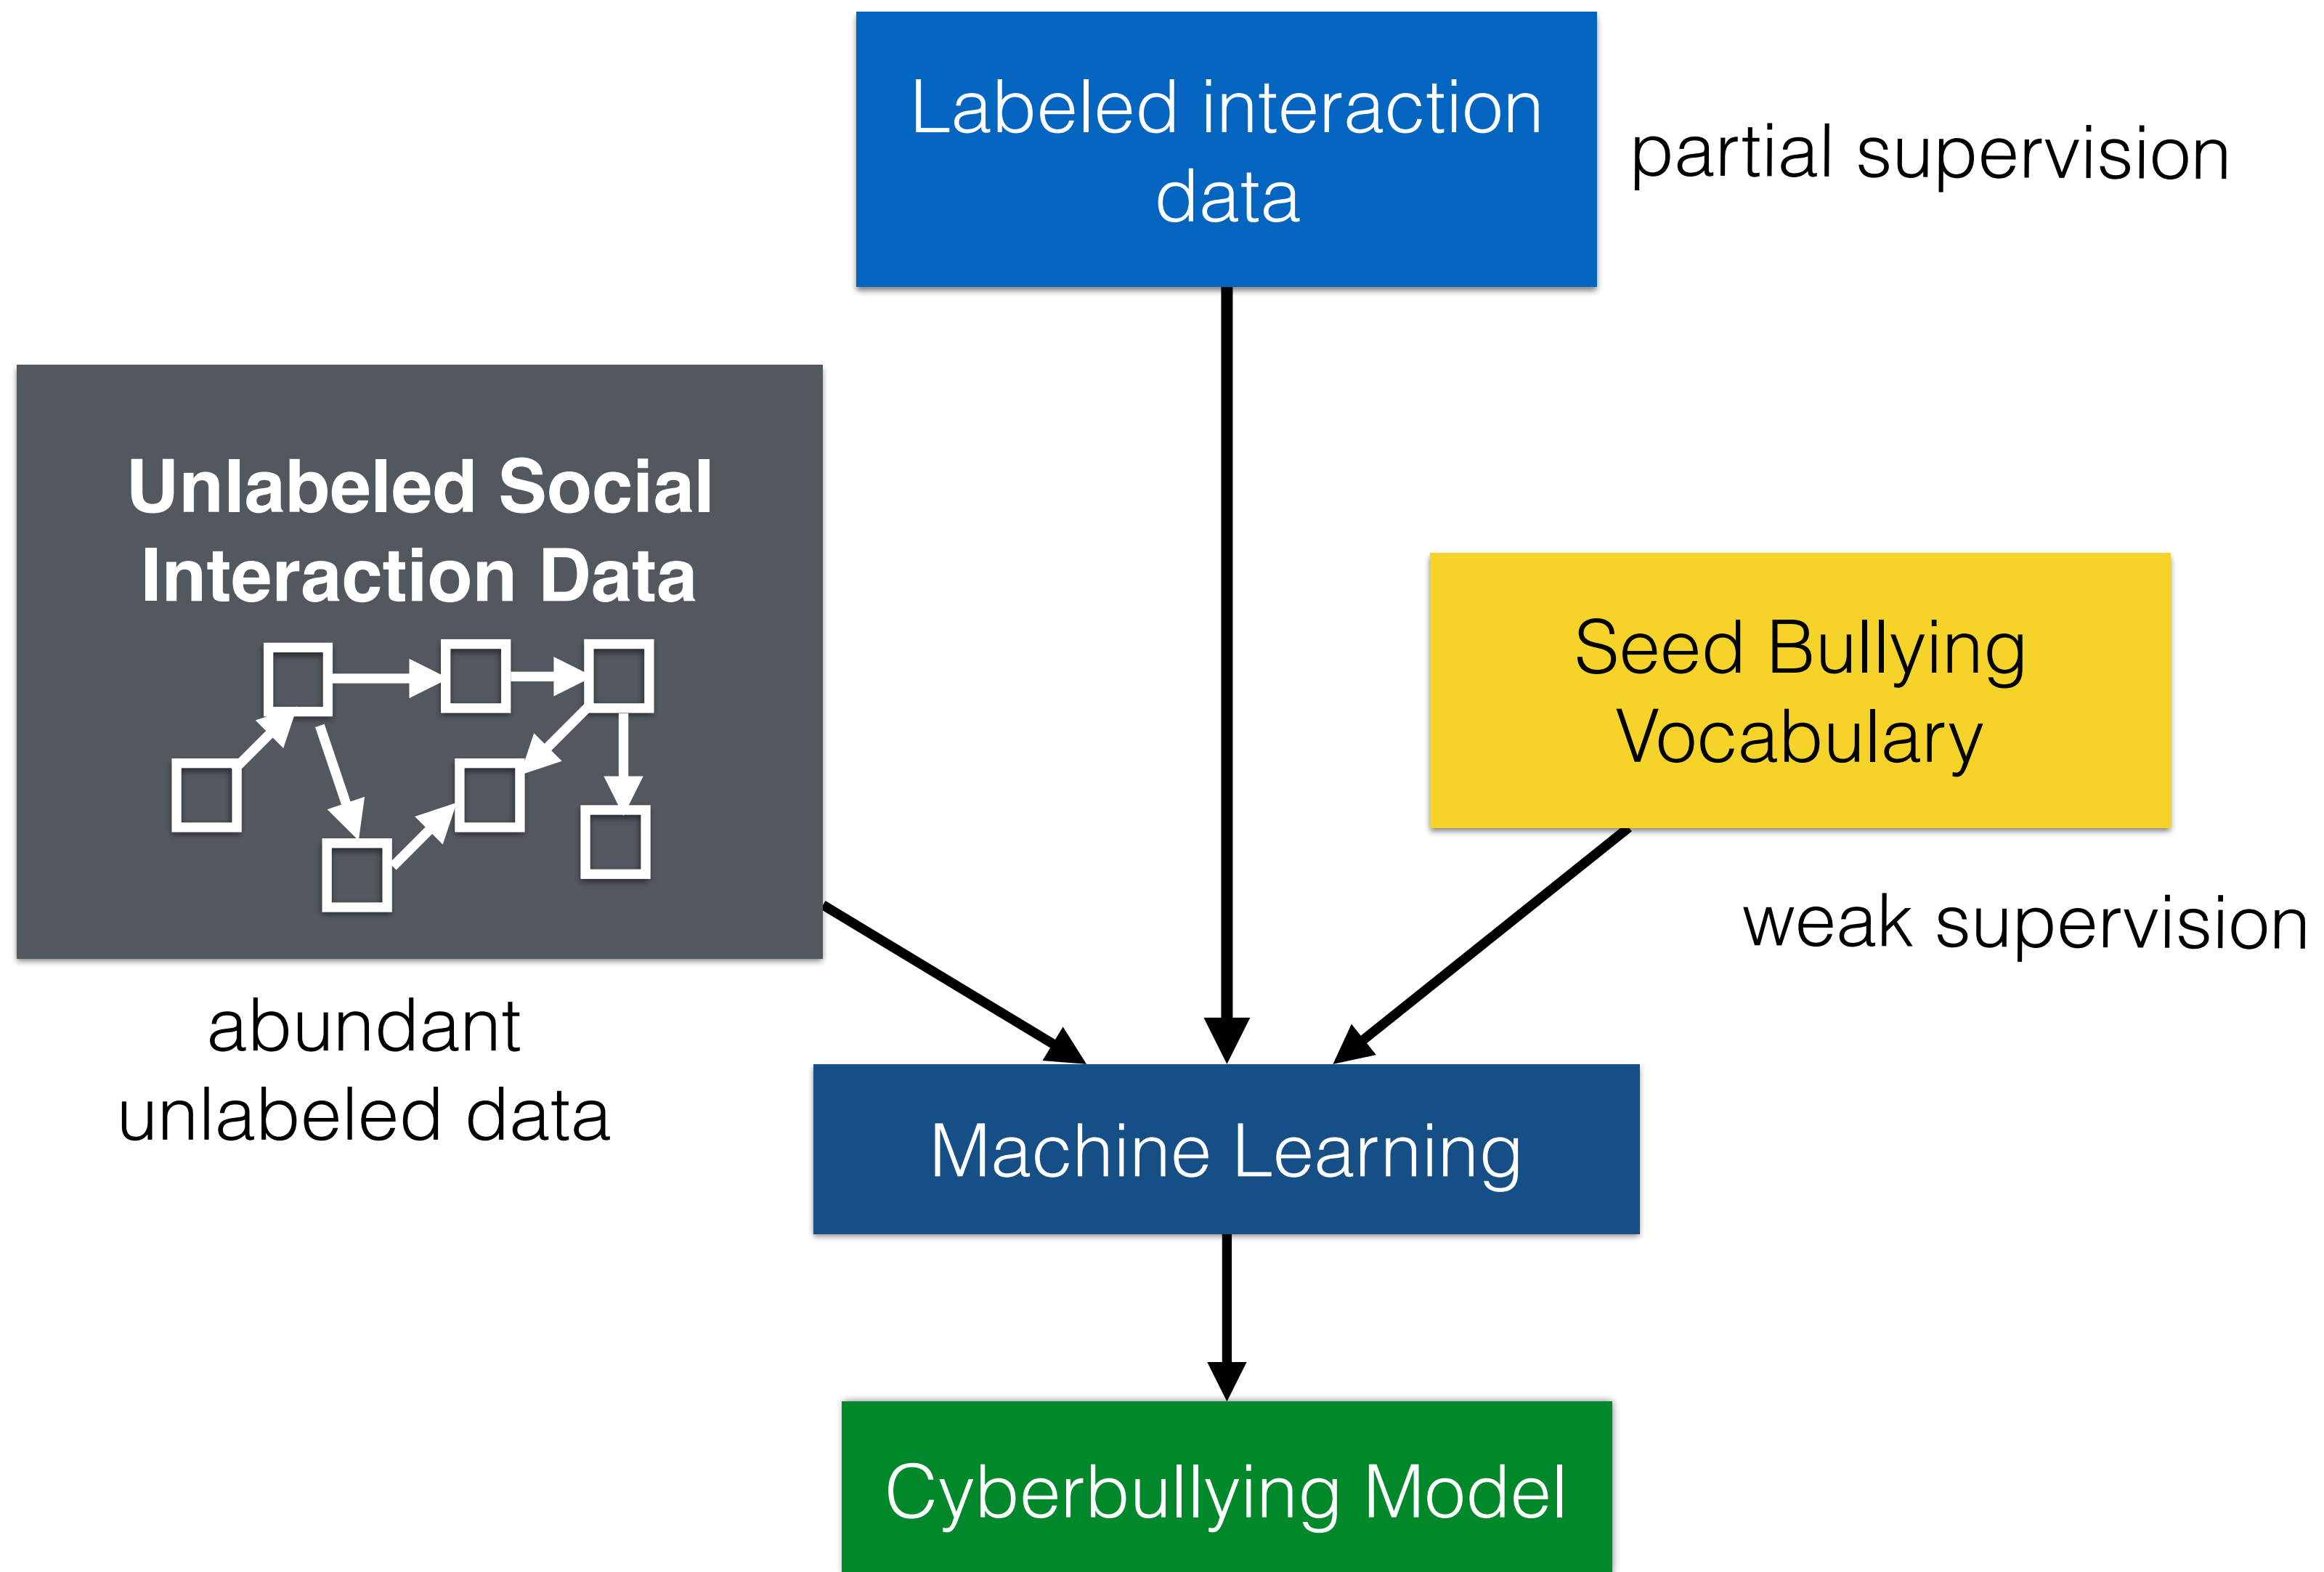 Labeled interaction
data
partial supervision
Unlabeled Social
Interaction Data
Seed Bullying
Vocabulary
weak supervision
abundant
unlabeled data
Machine Learning
Cyberbullying Model